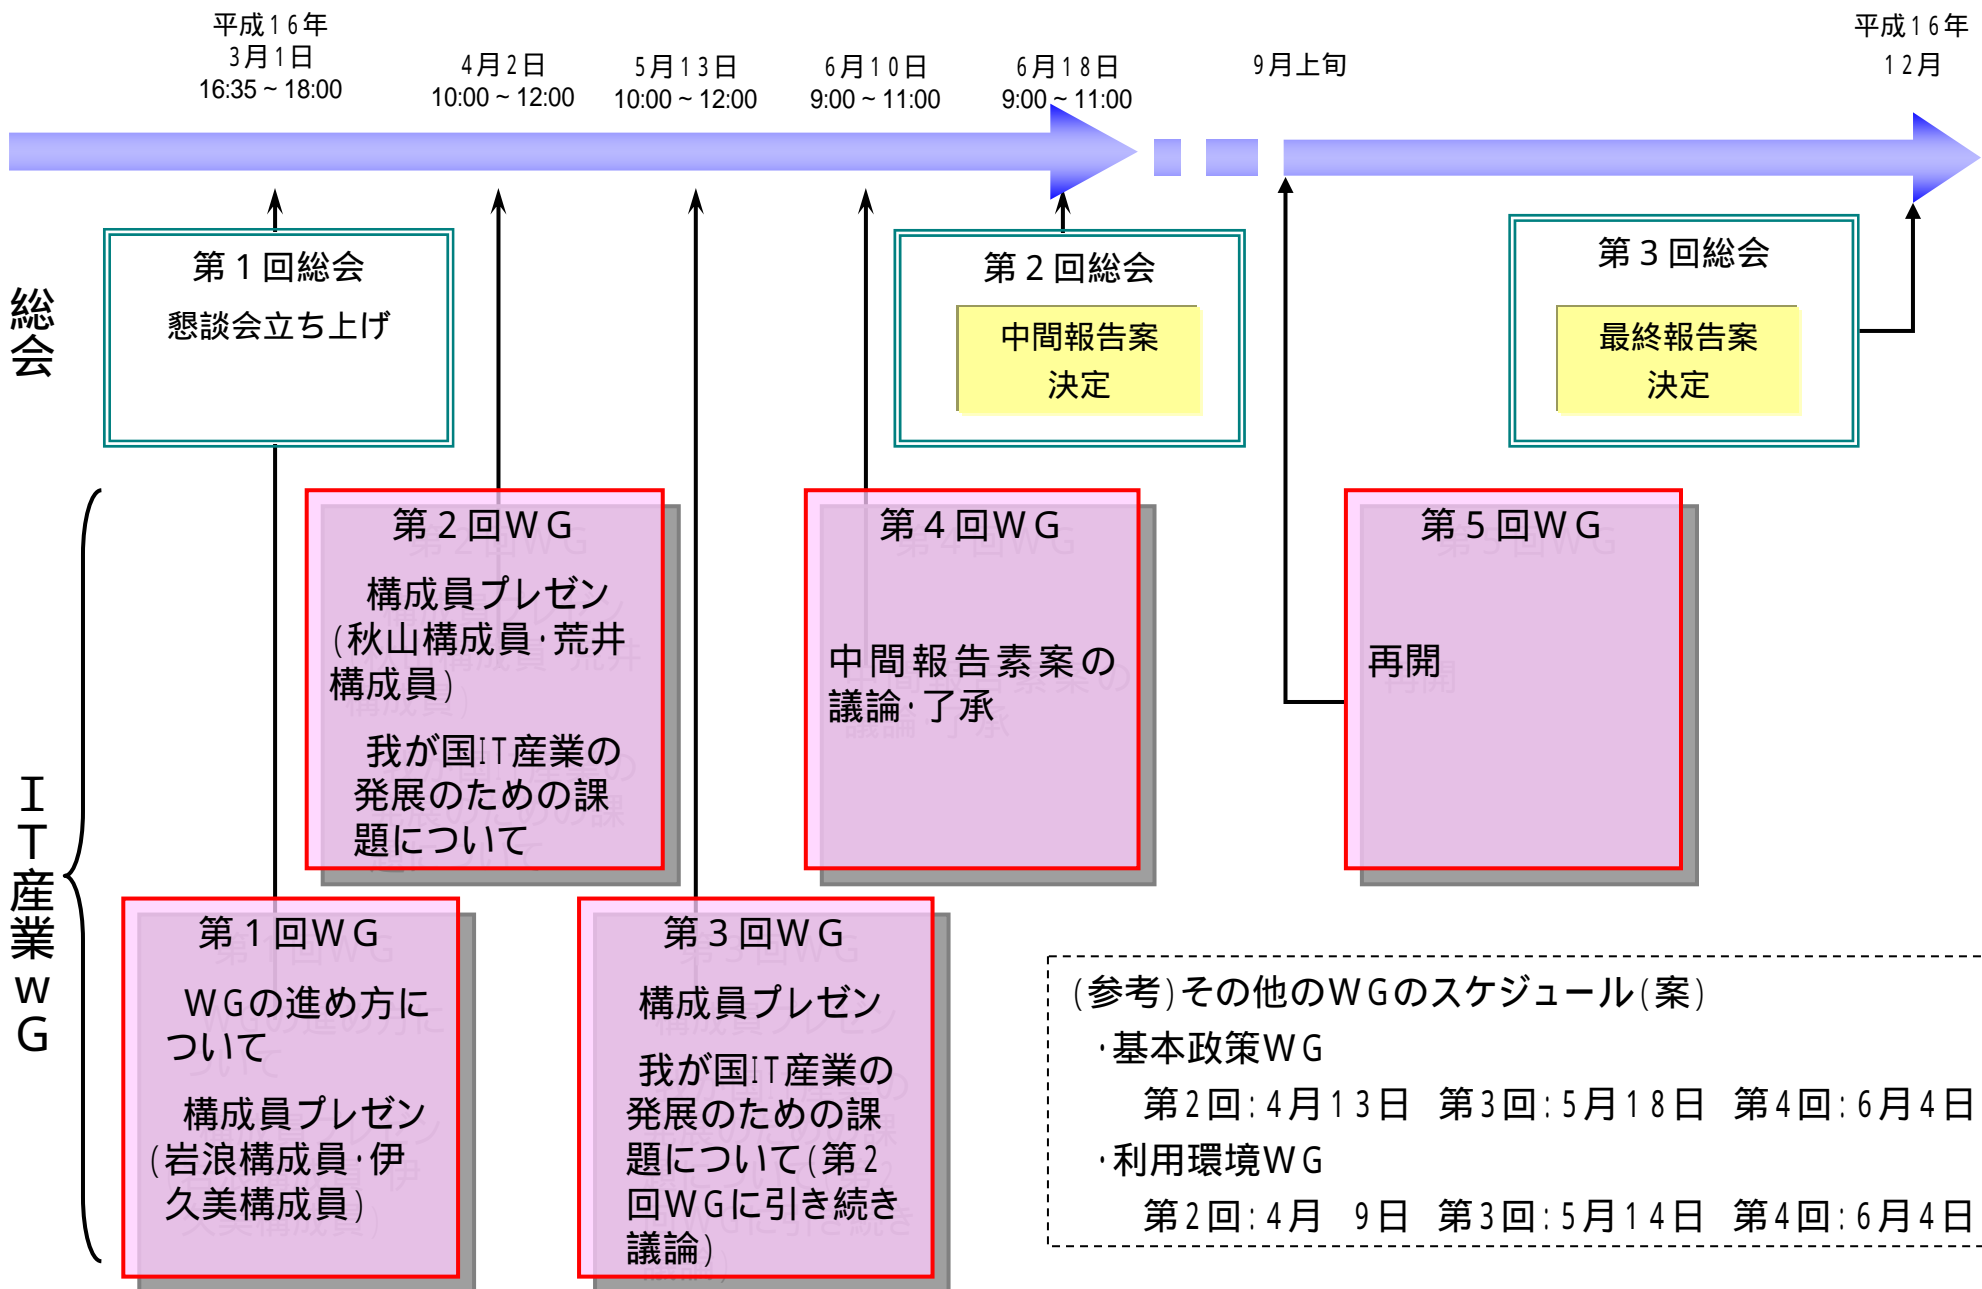 平成16年
3月1日
16:35 ~ 18:00
4月2日
10:00 ~ 12:00
5月13日
10:00 ~ 12:00
6月10日
9:00 ~ 11:00
6月18日
9:00 ~ 11:00
9月上旬
平成16年
12月
総会
第1回総会
懇談会立ち上げ
第2回総会
中間報告案
決定
第3回総会
最終報告案
決定
IT産業WG
第2回WG
構成員プレゼン
(秋山構成員・荒井
構成員)
我が国IT産業の
発展のための課
題について
第4回WG
中間報告素案の
議論・了承
第5回WG
再開
第1回WG
WGの進め方に
ついて
構成員プレゼン
(岩浪構成員・伊
久美構成員)
第3回WG
構成員プレゼン
我が国IT産業の
発展のための課
題について(第2
回WGに引き続き
議論)
(参考)その他のWGのスケジュール(案)
・基本政策WG
第2回:4月13日 第3回:5月18日 第4回:6月4日
・利用環境WG
第2回:4月 9日 第3回:5月14日 第4回:6月4日